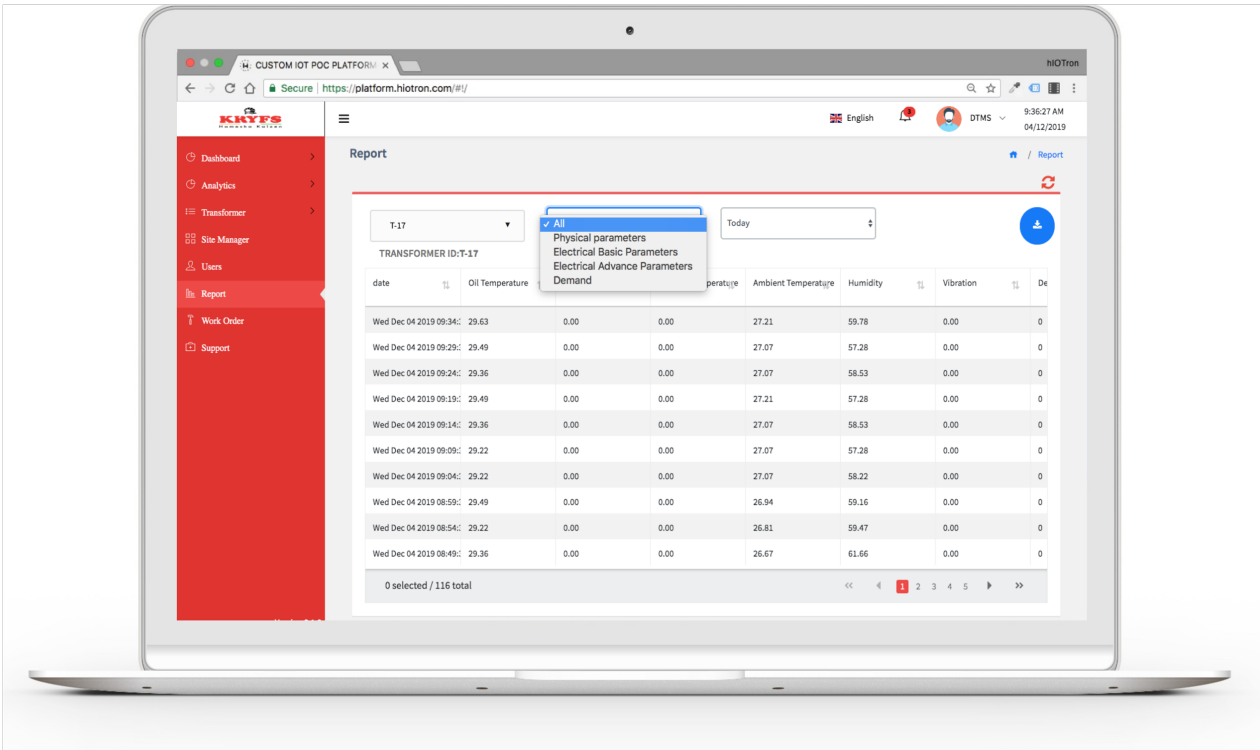 CUSTOM IOT POC PLATFORM
hIOTron
Secure https://platform.hiotron.com/#!/
KRYFS
English
3
DTMS
9:36:27 AM
04/12/2019
Dashboard
Analytics
Transformer
Site Manager
Users
Report
Work Order
Support
Report
/ Report
T-17
All
Physical parameters
Electrical Basic Parameters
Electrical Advance Parameters
Demand
Today
TRANSFORMER ID:T-17
date Oil Temperature perature Ambient Temperature Humidity Vibration De
Wed Dec 04 2019 09:34: 29.63 0.00 0.00 27.21 59.78 0.00 0
Wed Dec 04 2019 09:29: 29.49 0.00 0.00 27.07 57.28 0.00 0
Wed Dec 04 2019 09:24: 29.36 0.00 0.00 27.07 58.53 0.00 0
Wed Dec 04 2019 09:19: 29.49 0.00 0.00 27.21 57.28 0.00 0
Wed Dec 04 2019 09:14: 29.36 0.00 0.00 27.07 58.53 0.00 0
Wed Dec 04 2019 09:09: 29.22 0.00 0.00 27.07 57.28 0.00 0
Wed Dec 04 2019 09:04: 29.22 0.00 0.00 27.07 58.22 0.00 0
Wed Dec 04 2019 08:59: 29.49 0.00 0.00 26.94 59.16 0.00 0
Wed Dec 04 2019 08:54: 29.22 0.00 0.00 26.81 59.47 0.00 0
Wed Dec 04 2019 08:49: 29.36 0.00 0.00 26.67 61.66 0.00 0
0 selected / 116 total
1 2 3 4 5